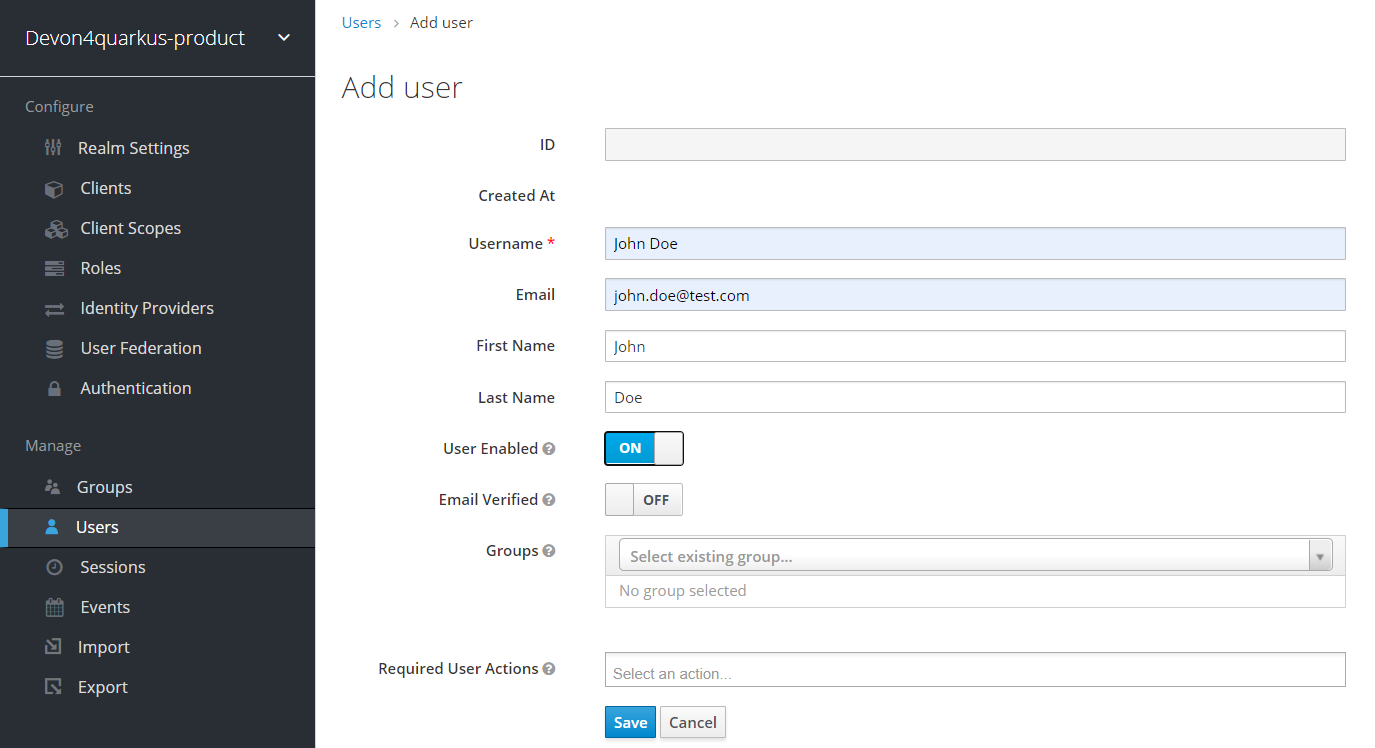 Devon4quarkus-product
Configure
Realm Settings
Clients
Client Scopes
Roles
Identity Providers
User Federation
Authentication
Manage
Groups
Users
Sessions
Events
Import
Export
Users > Add user
Add user
ID
Created At
Username * John Doe
Email john.doe@test.com
First Name John
Last Name Doe
User Enabled ? ON
Email Verified ? OFF
Groups ? Select existing group...
No group selected
Required User Actions ? Select an action...
Save Cancel